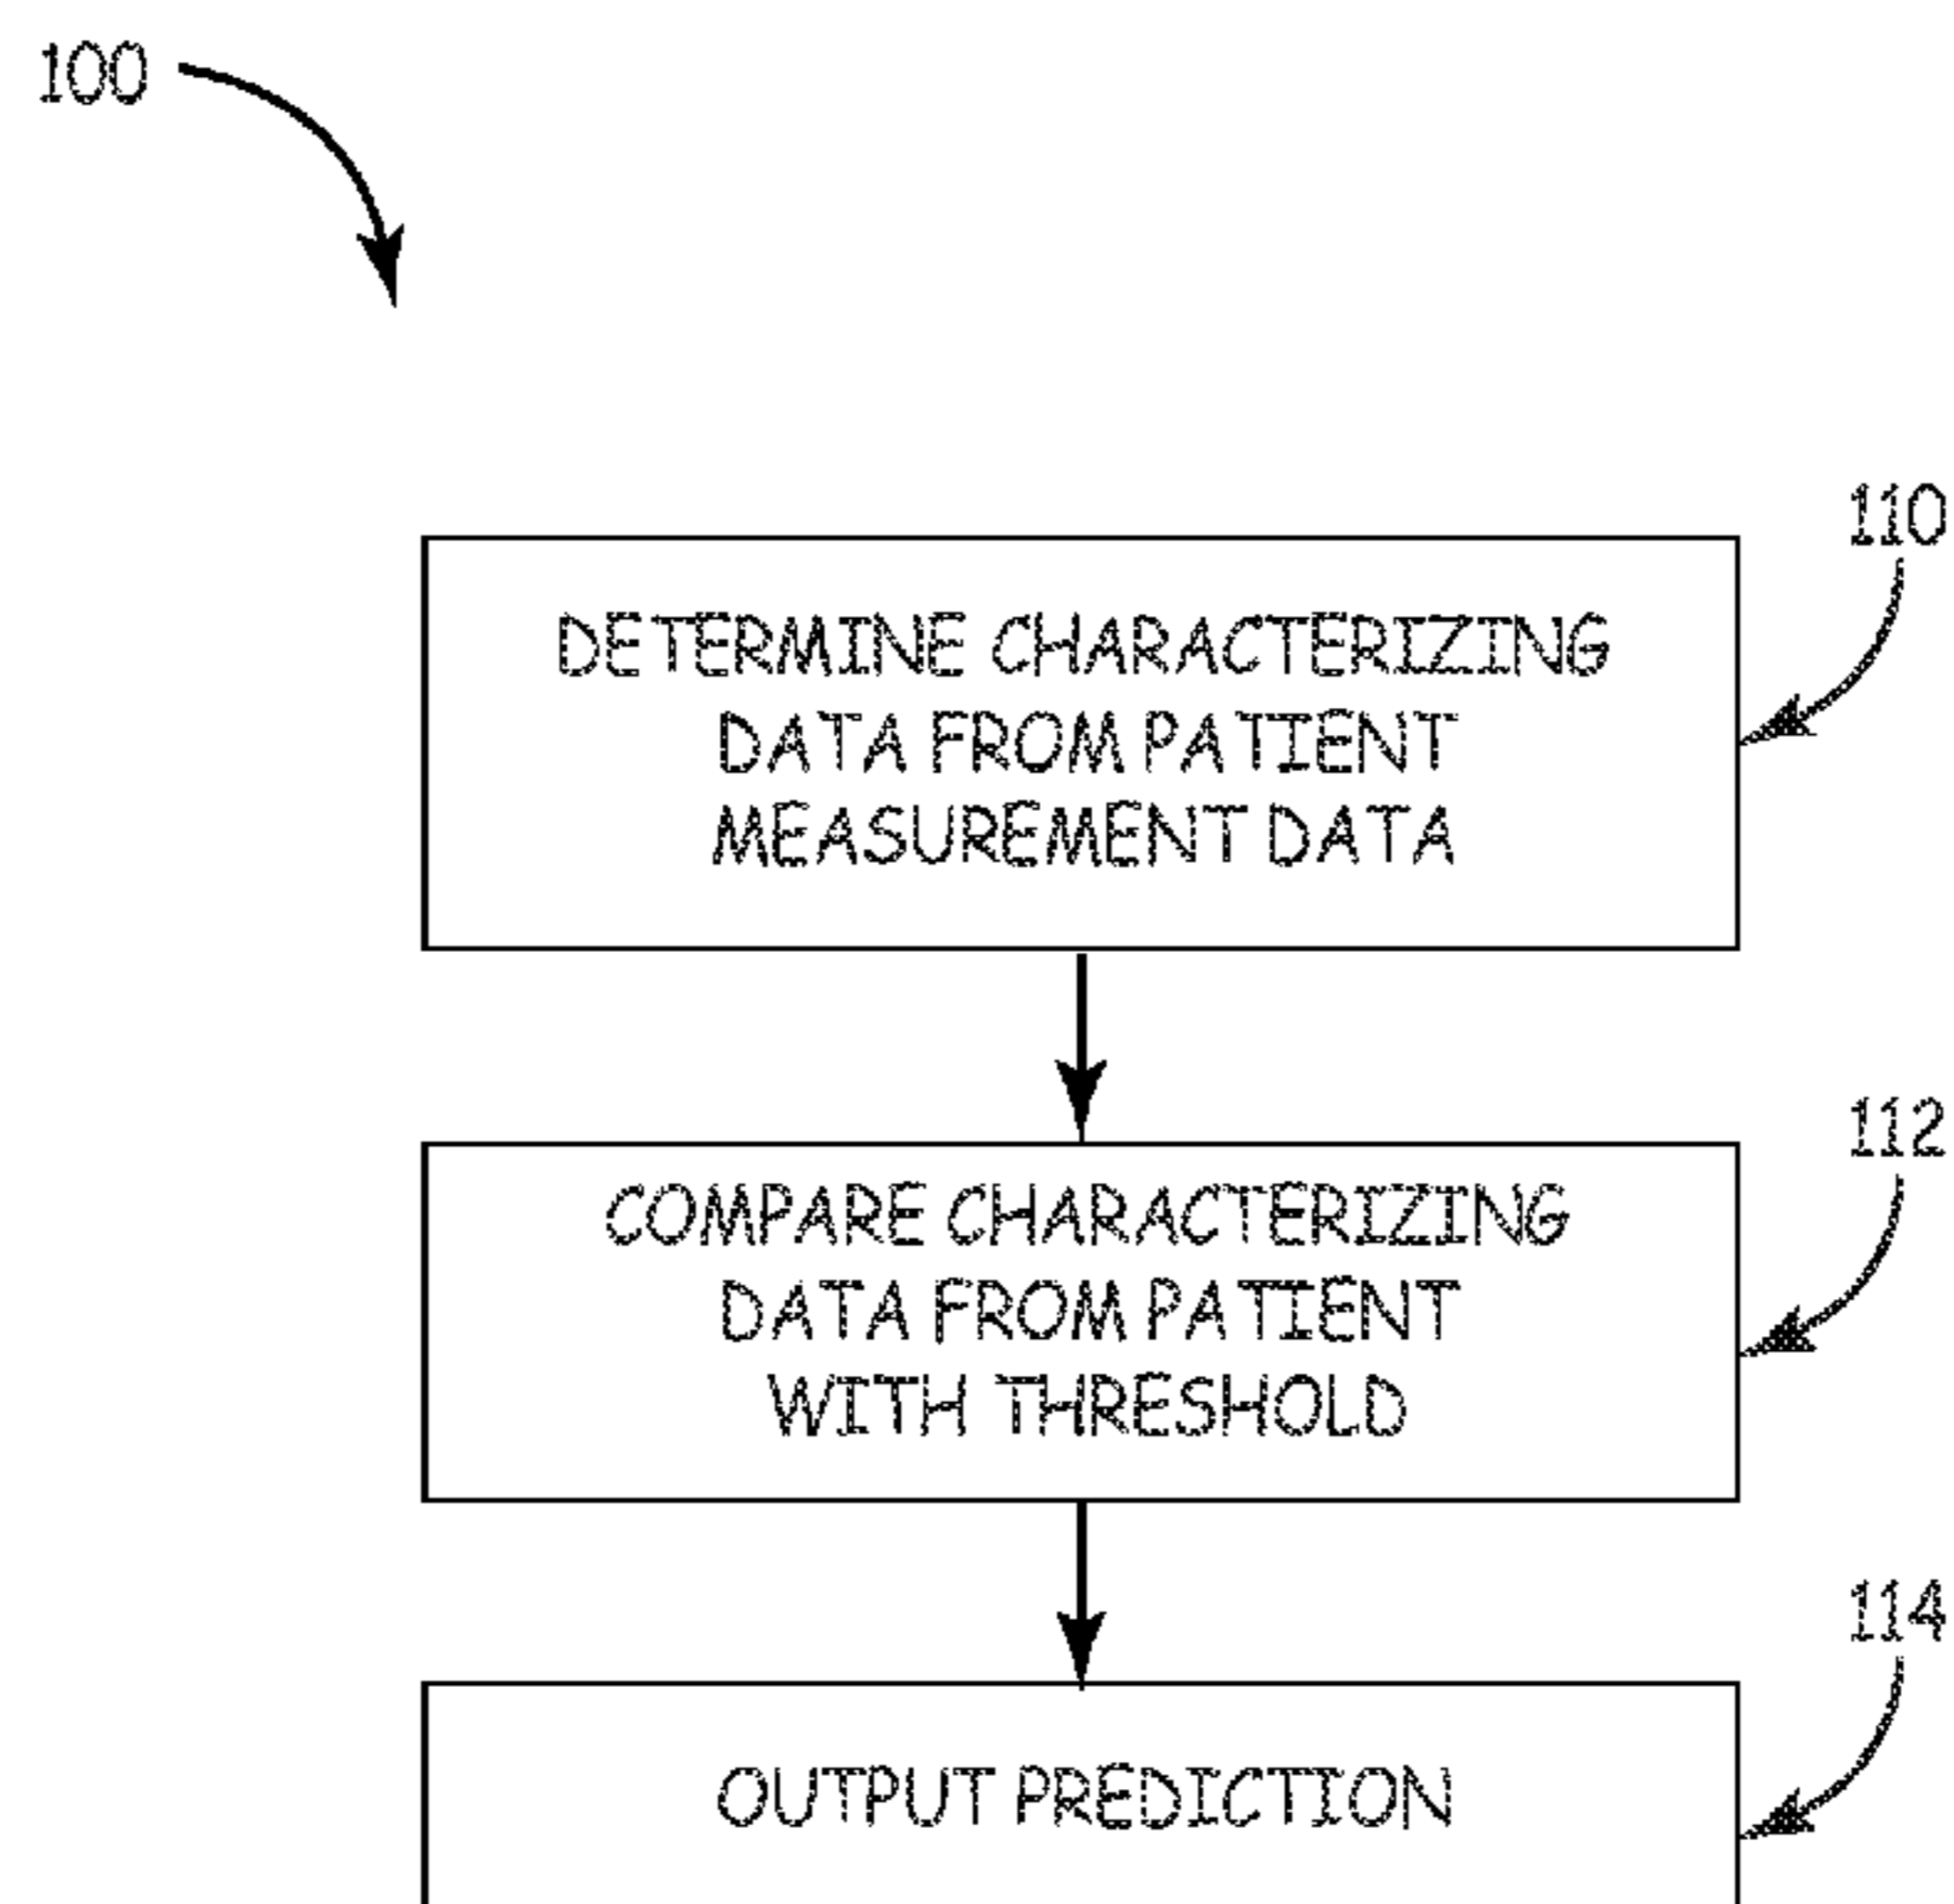 100
110
DETERMINE CHARACTERIZING
DATA FROM PATIENT
MEASUREMENT DATA
112
COMPARE CHARACTERIZING
DATA FROM PATIENT
WITH THRESHOLD
114
OUTPUT PREDICTION